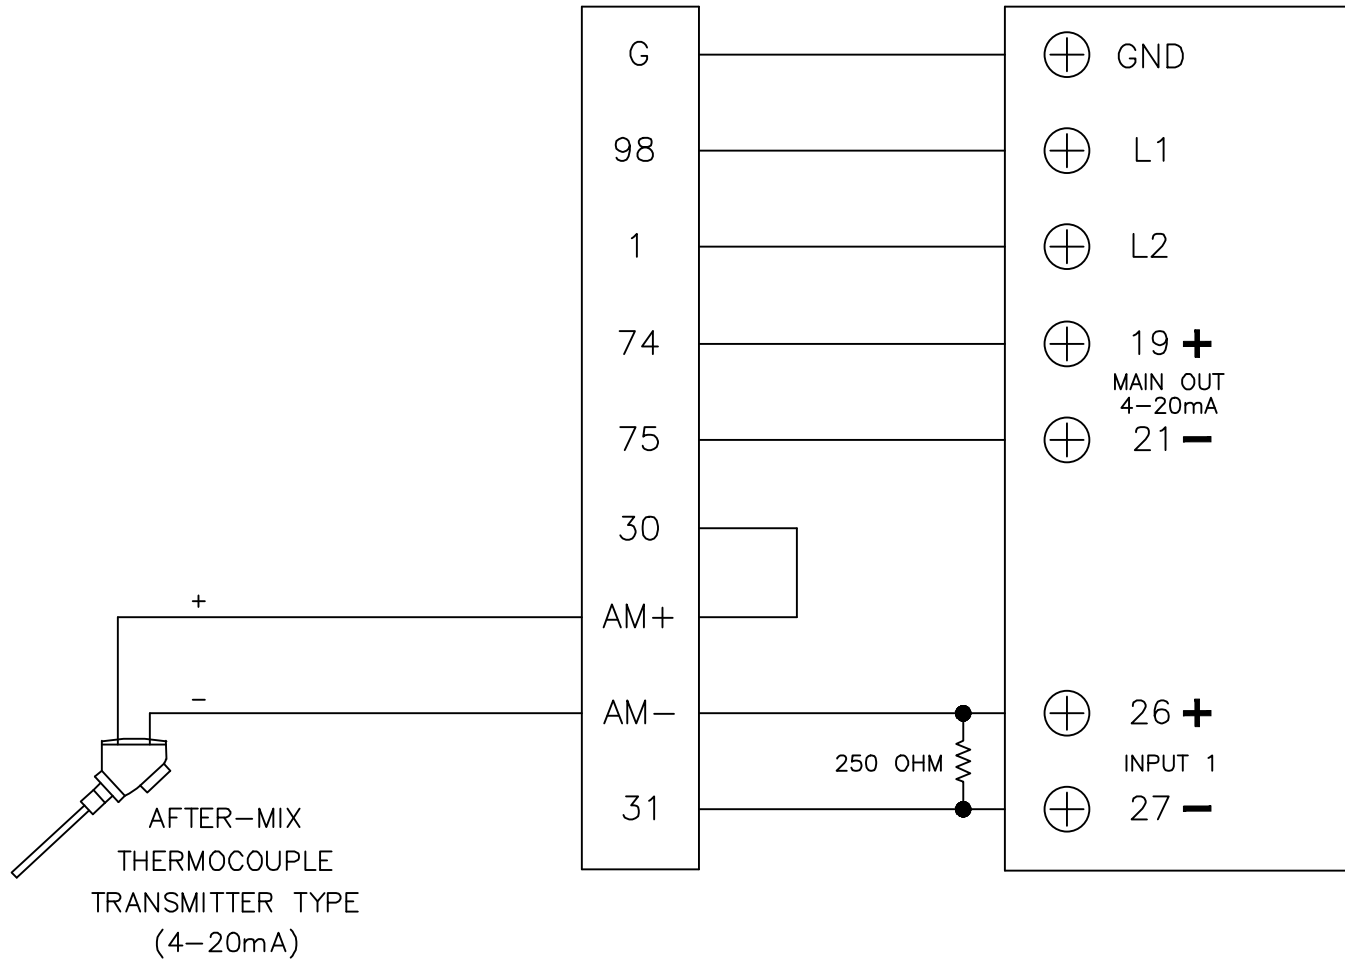 G GND
98 L1
1 L2
74 19 +
MAIN OUT
4-20mA
75 21 -
30
+
AM+
-
AM- 26 +
250 OHM INPUT 1
31 27 -
AFTER-MIX
THERMOCOUPLE
TRANSMITTER TYPE
(4-20mA)